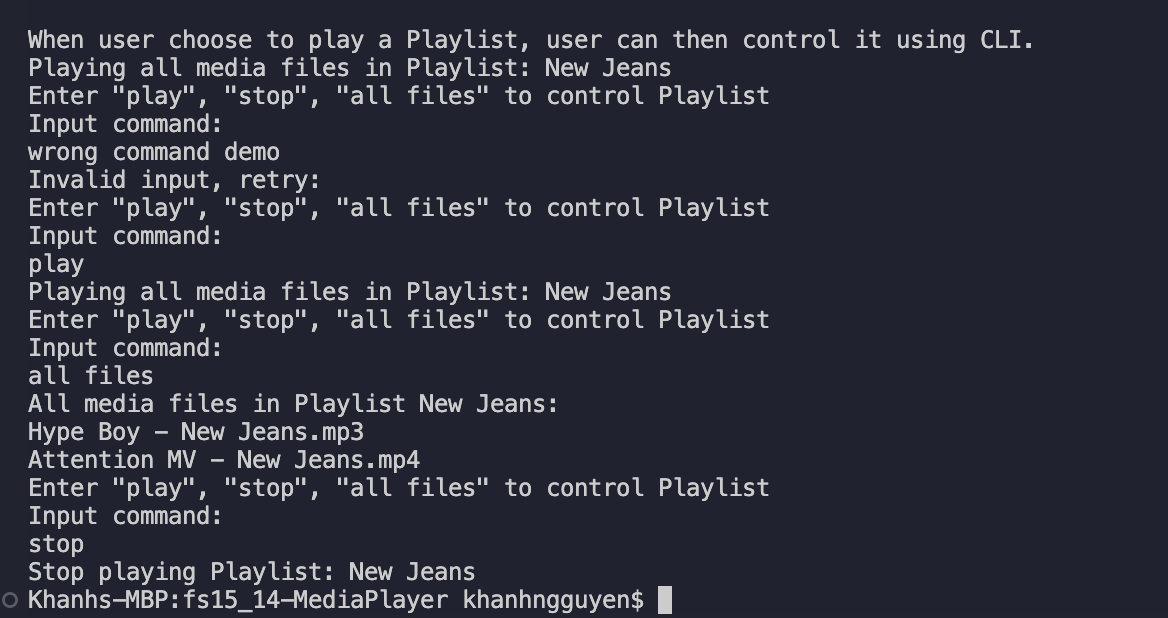 When user choose to play a Playlist, user can then control it using CLI.
Playing all media files in Playlist: New Jeans
Enter "play", "stop", "all files" to control Playlist
Input command:
wrong command demo
Invalid input, retry:
Enter "play", "stop", "all files" to control Playlist
Input command:
play
Playing all media files in Playlist: New Jeans
Enter "play", "stop", "all files" to control Playlist
Input command:
all files
All media files in Playlist New Jeans:
Hype Boy - New Jeans.mp3
Attention MV - New Jeans.mp4
Enter "play", "stop", "all files" to control Playlist
Input command:
stop
Stop playing Playlist: New Jeans
Khanhs-MBP:fs15_14-MediaPlayer khanhngguyen$